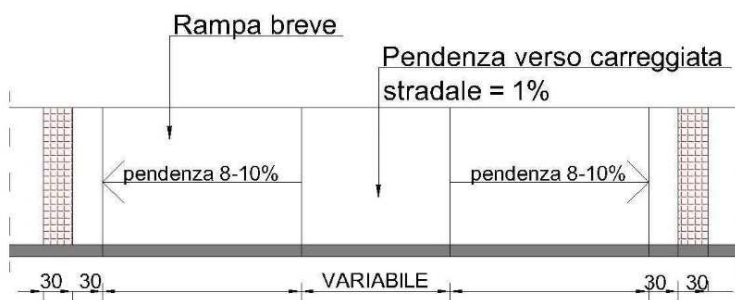 Rampa breve
Pendenza verso carreggiata
stradale = 1%
pendenza 8-10%
pendenza 8-10%
30
30
VARIABILE
30
30